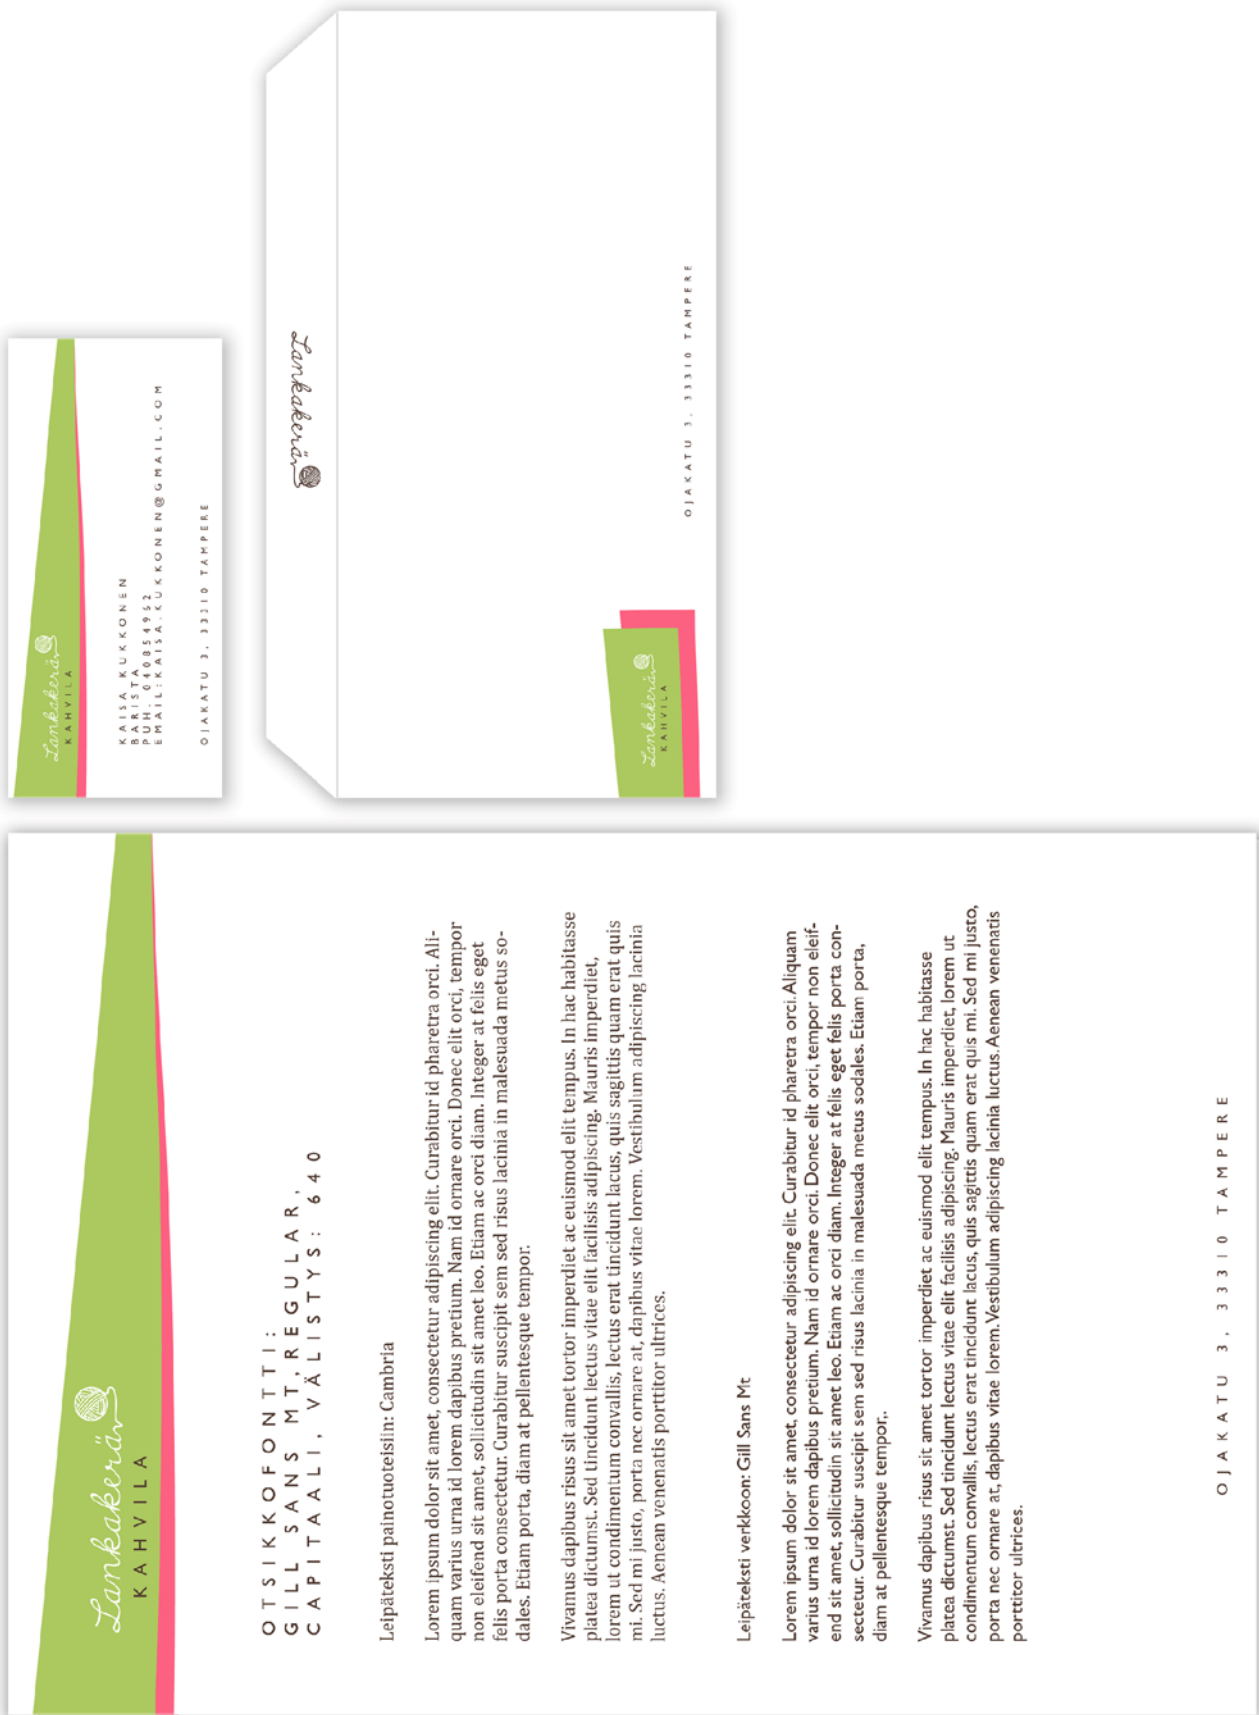 Lankakerä
KAHVILA
OTSIKKOFONTTI:
GILL SANS MT, REGULAR,
CAPITAALI, VÄLISTYS: 640
Leipäteksti painotuoteisiin: Cambria
Lorem ipsum dolor sit amet, consectetur adipiscing elit. Curabitur id pharetra orci. Ali-
quam varius urna id lorem dapibus pretium. Nam id ornare orci. Donec elit orci, tempor
non eleifend sit amet, sollicitudin sit amet leo. Etiam ac orci diam. Integer at felis eget
felis porta consectetur. Curabitur suscipit sem sed risus lacinia in malesuada metus so-
dales. Etiam porta, diam at pellentesque tempor.
Vivamus dapibus risus sit amet tortor imperdiet ac euismod elit tempus. In hac habitasse
platea dictumst. Sed tincidunt lectus vitae elit facilisis adipiscing. Mauris imperdiet,
lorem ut condimentum convallis, lectus erat tincidunt lacus, quis sagittis quam erat quis
mi. Sed mi justo, porta nec ornare at, dapibus vitae lorem. Vestibulum adipiscing lacinia
luctus. Aenean venenatis porttitor ultrices.
Leipäteksti verkkoon: Gill Sans Mt
Lorem ipsum dolor sit amet, consectetur adipiscing elit. Curabitur id pharetra orci. Aliquam
varius urna id lorem dapibus pretium. Nam id ornare orci. Donec elit orci, tempor non eleif-
end sit amet, sollicitudin sit amet leo. Etiam ac orci diam. Integer at felis eget felis porta con-
sectetur. Curabitur suscipit sem sed risus lacinia in malesuada metus sodales. Etiam porta,
diam at pellentesque tempor,.
Vivamus dapibus risus sit amet tortor imperdiet ac euismod elit tempus. In hac habitasse
platea dictumst. Sed tincidunt lectus vitae elit facilisis adipiscing. Mauris imperdiet, lorem ut
condimentum convallis, lectus erat tincidunt lacus, quis sagittis quam erat quis mi. Sed mi justo,
porta nec ornare at, dapibus vitae lorem. Vestibulum adipiscing lacinia luctus. Aenean venenatis
porttitor ultrices.
OJAKATU 3, 33310 TAMPERE
Lankakerä
KAHVILA
KAISA KUKKONEN
BARISTA
PUH. 040854952
EMAIL:KAISA.KUKKONEN@GMAIL.COM
OJAKATU 3, 33310 TAMPERE
Lankakerä
Lankakerä
KAHVILA
OJAKATU 3, 33310 TAMPERE